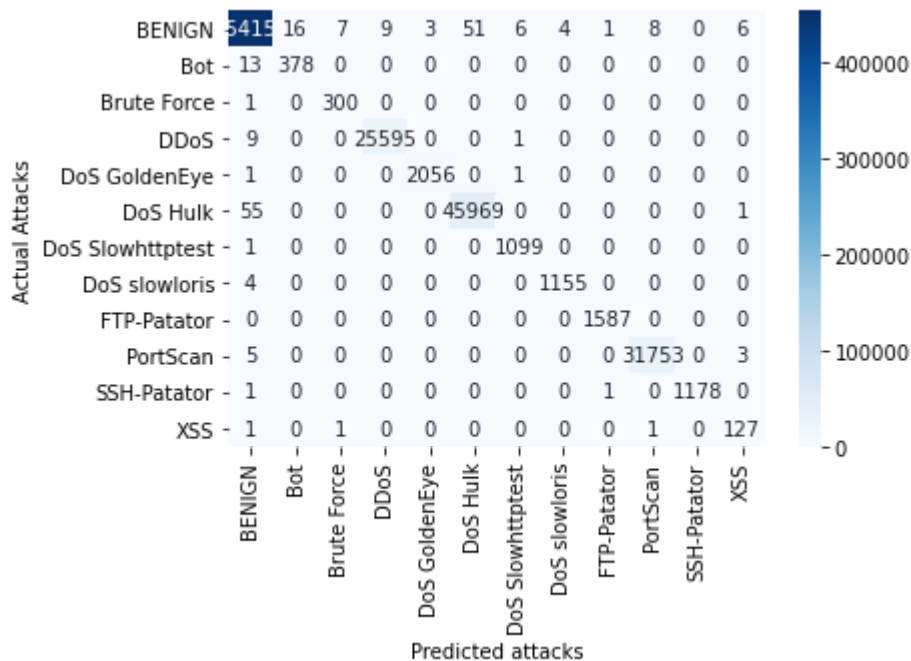 BENIGN 5415 16 7 9 3 51 6 4 1 8 0 6
Bot 13 378 0 0 0 0 0 0 0 0 0 0
Brute Force 1 0 300 0 0 0 0 0 0 0 0 0
DDoS 9 0 0 25595 0 0 1 0 0 0 0 0
DoS GoldenEye 1 0 0 0 2056 0 1 0 0 0 0 0
DoS Hulk 55 0 0 0 0 45969 0 0 0 0 0 1
DoS Slowhttptest 1 0 0 0 0 0 1099 0 0 0 0 0
DoS slowloris 4 0 0 0 0 0 0 1155 0 0 0 0
FTP-Patator 0 0 0 0 0 0 0 0 1587 0 0 0
PortScan 5 0 0 0 0 0 0 0 0 31753 0 3
SSH-Patator 1 0 0 0 0 0 0 0 1 0 1178 0
XSS 1 0 1 0 0 0 0 0 0 1 0 127
Actual Attacks
BENIGN
Bot
Brute Force
DDoS
DoS GoldenEye
DoS Hulk
DoS Slowhttptest
DoS slowloris
FTP-Patator
PortScan
SSH-Patator
XSS
Predicted attacks
400000
300000
200000
100000
0